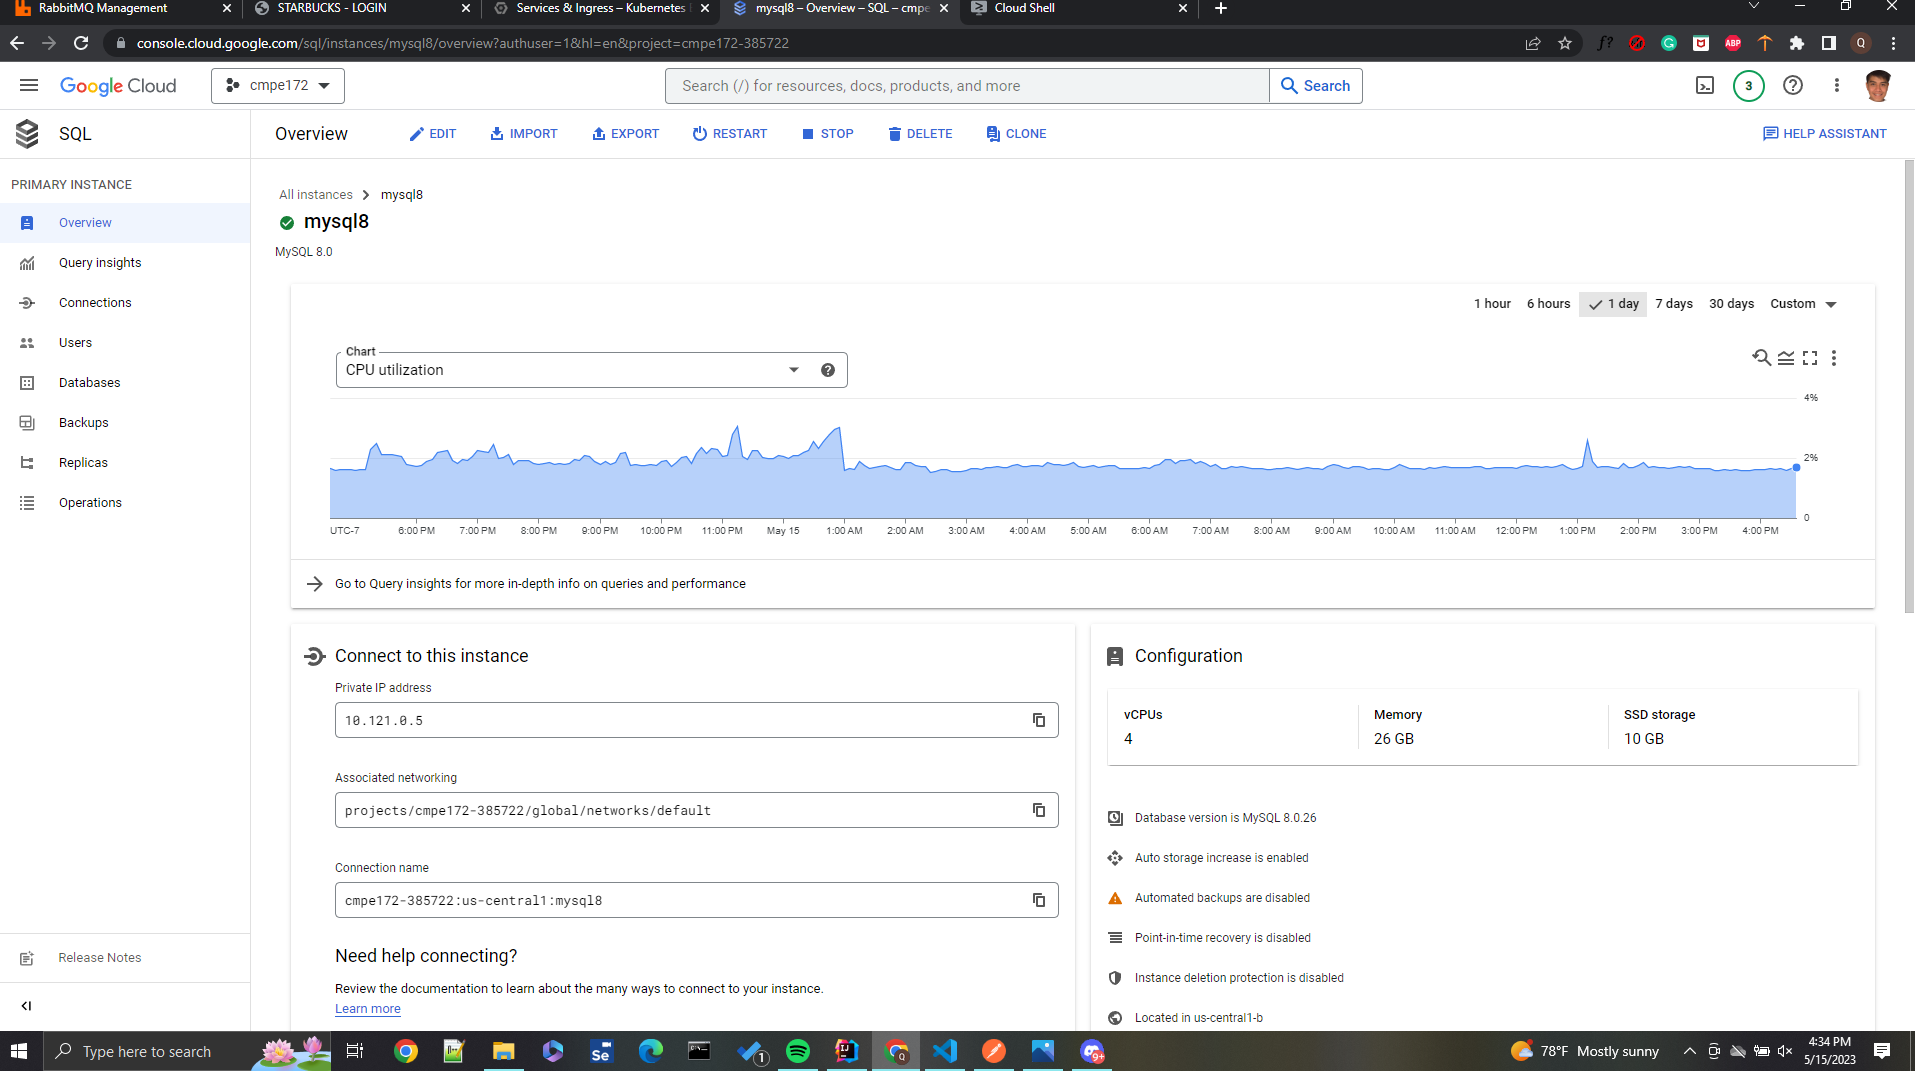 RabbitMQ Management
STARBUCKS - LOGIN
Services & Ingress – Kubernetes E
mysql8 – Overview – SQL – cmpe
Cloud Shell
console.cloud.google.com/sql/instances/mysql8/overview?authuser=1&hl=en&project=cmpe172-385722
f?
ABP
Q
Google Cloud
cmpe172
Search (/) for resources, docs, products, and more
Search
3
SQL
Overview
EDIT
IMPORT
EXPORT
RESTART
STOP
DELETE
CLONE
HELP ASSISTANT
PRIMARY INSTANCE
Overview
Query insights
Connections
Users
Databases
Backups
Replicas
Operations
Release Notes
All instances
mysql8
mysql8
MySQL 8.0
1 hour
6 hours
1 day
7 days
30 days
Custom
Chart
CPU utilization
4%
2%
0
UTC-7
6:00 PM
7:00 PM
8:00 PM
9:00 PM
10:00 PM
11:00 PM
May 15
1:00 AM
2:00 AM
3:00 AM
4:00 AM
5:00 AM
6:00 AM
7:00 AM
8:00 AM
9:00 AM
10:00 AM
11:00 AM
12:00 PM
1:00 PM
2:00 PM
3:00 PM
4:00 PM
Go to Query insights for more in-depth info on queries and performance
Connect to this instance
Private IP address
10.121.0.5
Associated networking
projects/cmpe172-385722/global/networks/default
Connection name
cmpe172-385722:us-central1:mysql8
Need help connecting?
Review the documentation to learn about the many ways to connect to your instance.
Learn more
Configuration
vCPUs
4
Memory
26 GB
SSD storage
10 GB
Database version is MySQL 8.0.26
Auto storage increase is enabled
Automated backups are disabled
Point-in-time recovery is disabled
Instance deletion protection is disabled
Located in us-central1-b
Type here to search
Se
1
IJ
Q
9+
78°F Mostly sunny
4:34 PM
5/15/2023